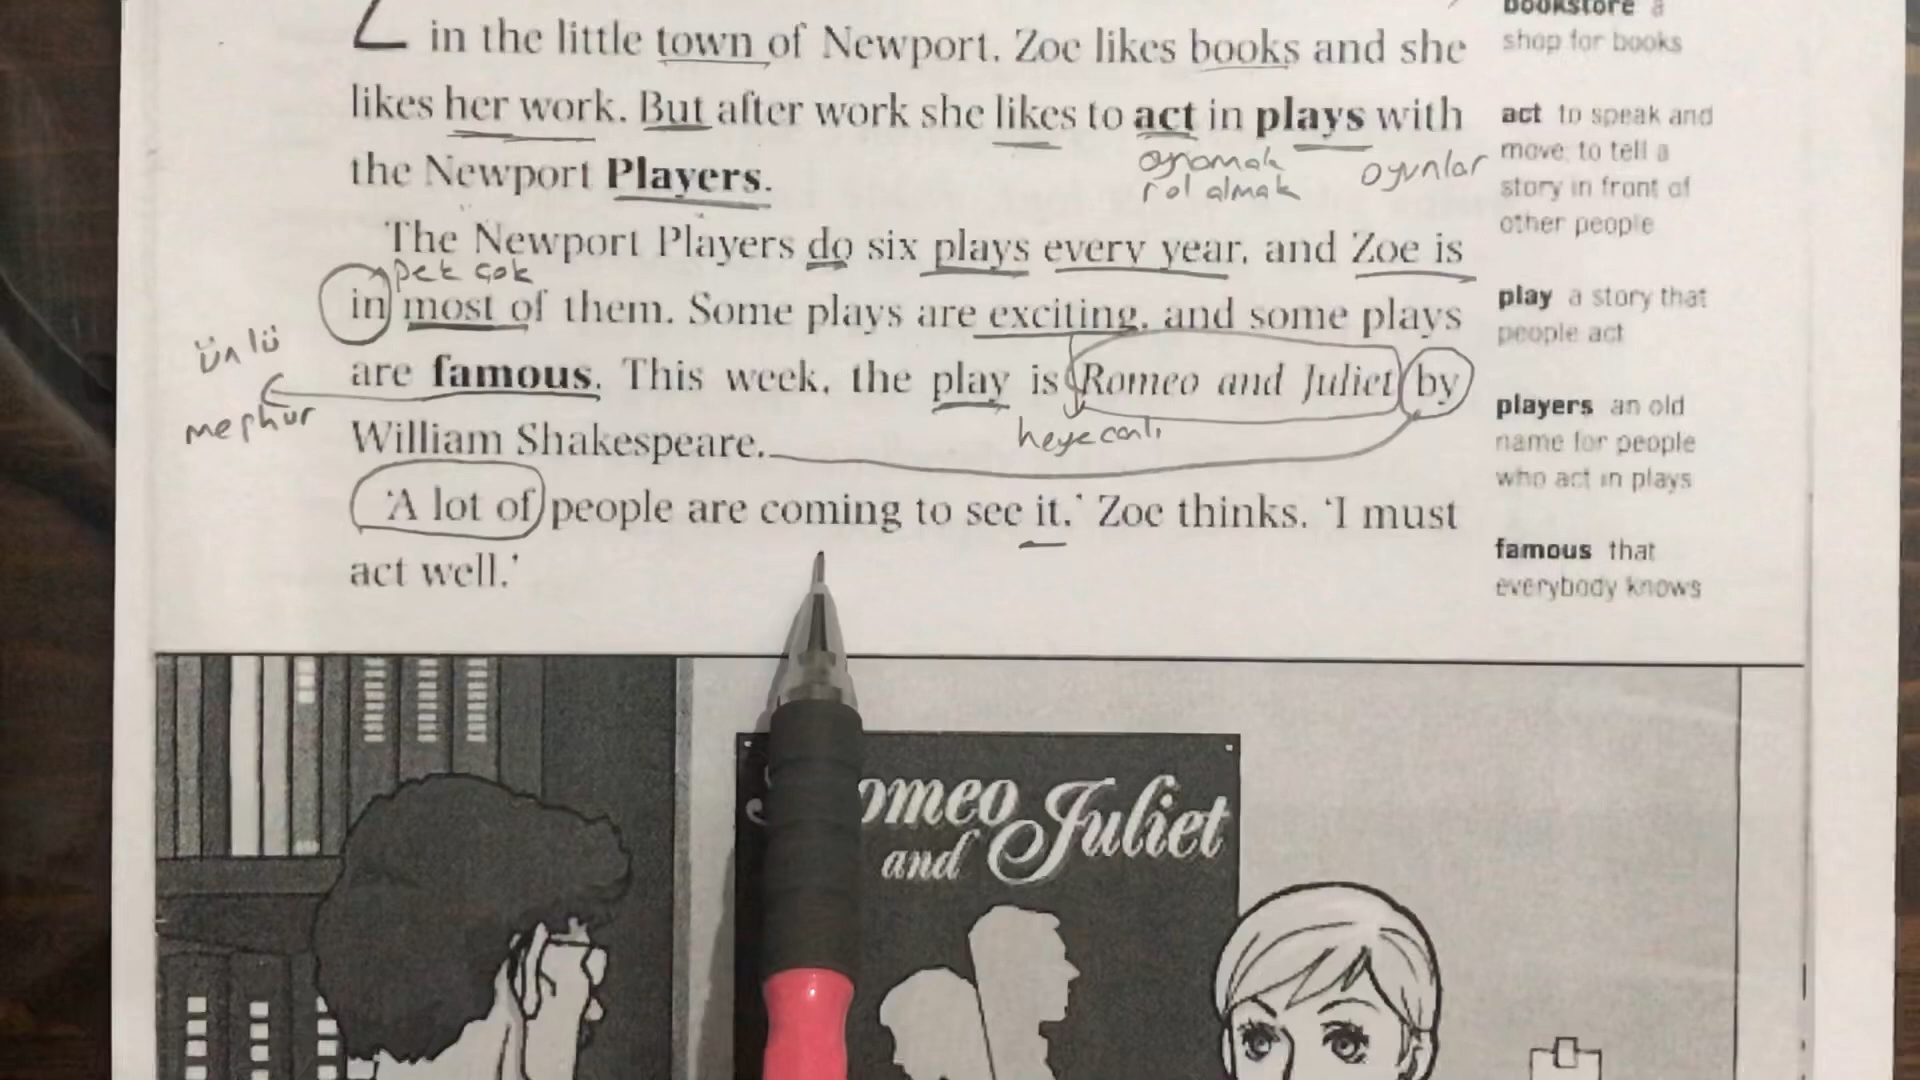 in the little town of Newport. Zoe likes books and she
likes her work. But after work she likes to act in plays with
oynamak
rol almak
oyunlar
the Newport Players.
The Newport Players do six plays every year, and Zoe is
pek çok
in most of them. Some plays are exciting, and some plays
ünlü
are famous. This week, the play is Romeo and Juliet by
meşhur
heyecanlı
William Shakespeare.
'A lot of people are coming to see it.' Zoe thinks. 'I must
act well.'
bookstore a
shop for books
act to speak and
move; to tell a
story in front of
other people
play a story that
people act
players an old
name for people
who act in plays
famous that
everybody knows
omeo
and Juliet